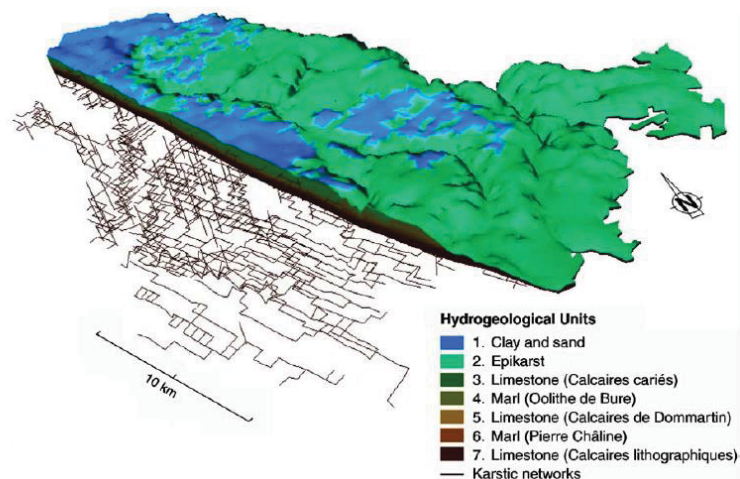 N
10 km
Hydrogeological Units
1. Clay and sand
2. Epikarst
3. Limestone (Calcaires cariés)
4. Marl (Oolithe de Bure)
5. Limestone (Calcaires de Dommartin)
6. Marl (Pierre Châline)
7. Limestone (Calcaires lithographiques)
Karstic networks